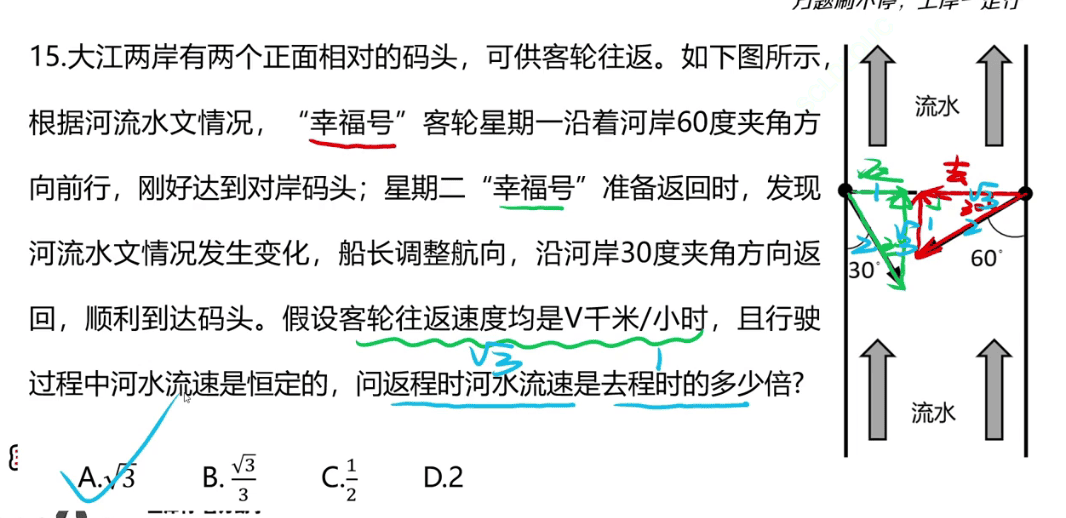 万题刷不停，上岸一定行
15.大江两岸有两个正面相对的码头，可供客轮往返。如下图所示，
根据河流水文情况，“幸福号”客轮星期一沿着河岸60度夹角方
向前行，刚好达到对岸码头；星期二“幸福号”准备返回时，发现
河流水文情况发生变化，船长调整航向，沿河岸30度夹角方向返
回，顺利到达码头。假设客轮往返速度均是V千米/小时，且行驶
√3 1
过程中河水流速是恒定的，问返程时河水流速是去程时的多少倍？
A.√3 B.√3/3 C.1/2 D.2
流水
去
1 √3
30°
√3 1
2 2
30° 60°
流水